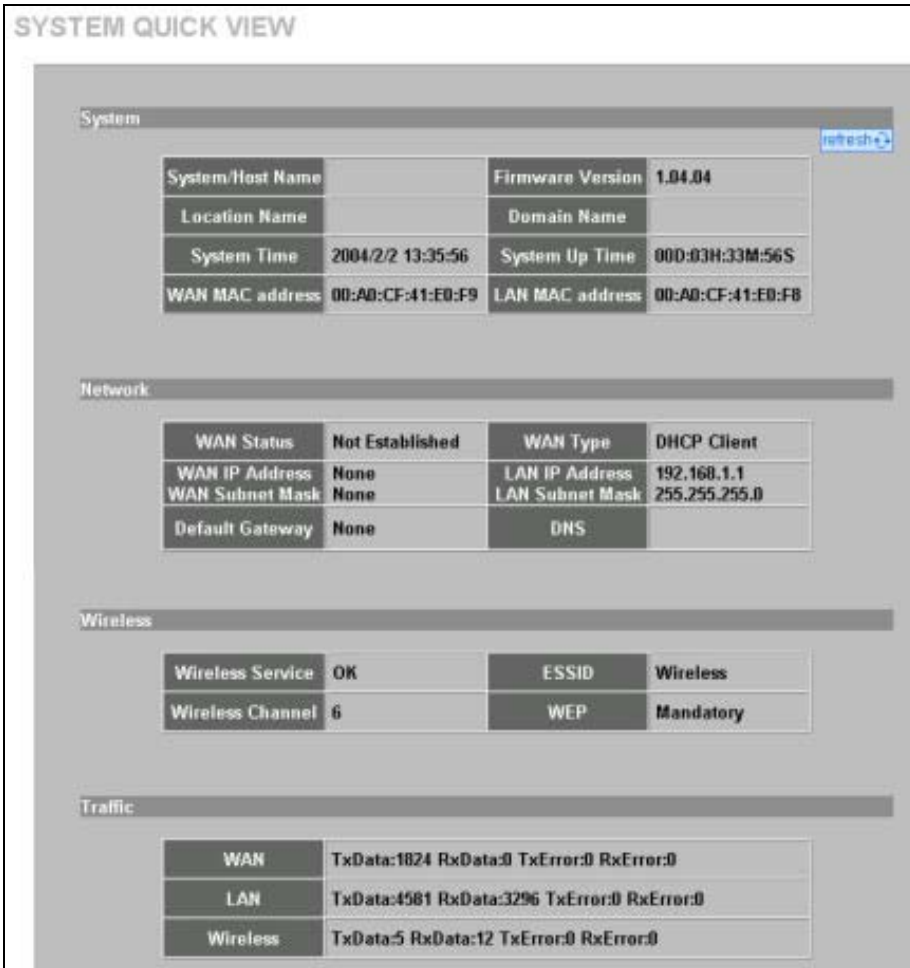 SYSTEM QUICK VIEW
System
refresh
System/Host Name Firmware Version 1.04.04
Location Name Domain Name
System Time 2004/2/2 13:35:56 System Up Time 00D:03H:33M:56S
WAN MAC address 00:A0:CF:41:E0:F9 LAN MAC address 00:A0:CF:41:E0:F8
Network
WAN Status Not Established WAN Type DHCP Client
WAN IP Address None LAN IP Address 192.168.1.1
WAN Subnet Mask None LAN Subnet Mask 255.255.255.0
Default Gateway None DNS
Wireless
Wireless Service OK ESSID Wireless
Wireless Channel 6 WEP Mandatory
Traffic
WAN TxData:1824 RxData:0 TxError:0 RxError:0
LAN TxData:4581 RxData:3296 TxError:0 RxError:0
Wireless TxData:5 RxData:12 TxError:0 RxError:0